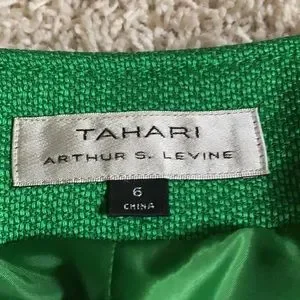 TAHARI
ARTHUR S. LEVINE
6
CHINA